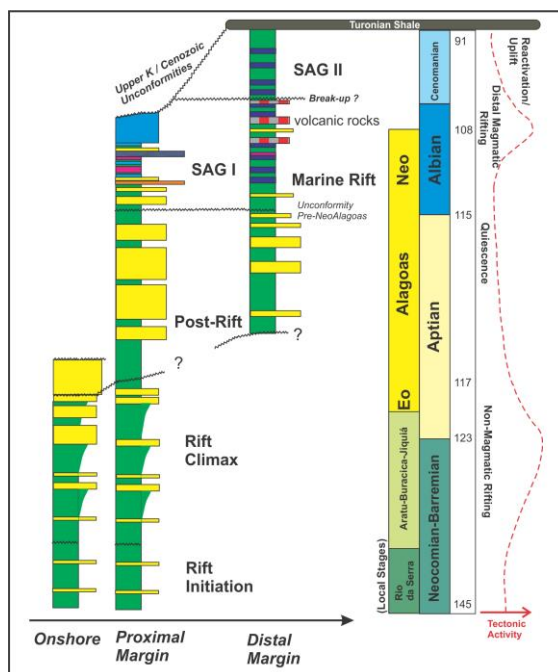 Turonian Shale
Upper K / Cenozoic
Unconformities
SAG II
Break-up ?
volcanic rocks
SAG I
Marine Rift
Unconformity
Pre-NeoAlagoas
Post-Rift
?
?
Rift
Climax
Rift
Initiation
Onshore
Proximal
Margin
Distal
Margin
(Local Stages)
Neo
Alagoas
Eo
Aratu-Buracica-Jiquiá
Rio
da Serra
Cenomanian
Albian
Aptian
Neocomian-Barremian
91
108
115
117
123
145
Reactivation/
Uplift
Distal Magmatic
Rifting
Quiescence
Non-Magmatic Rifting
Tectonic
Activity